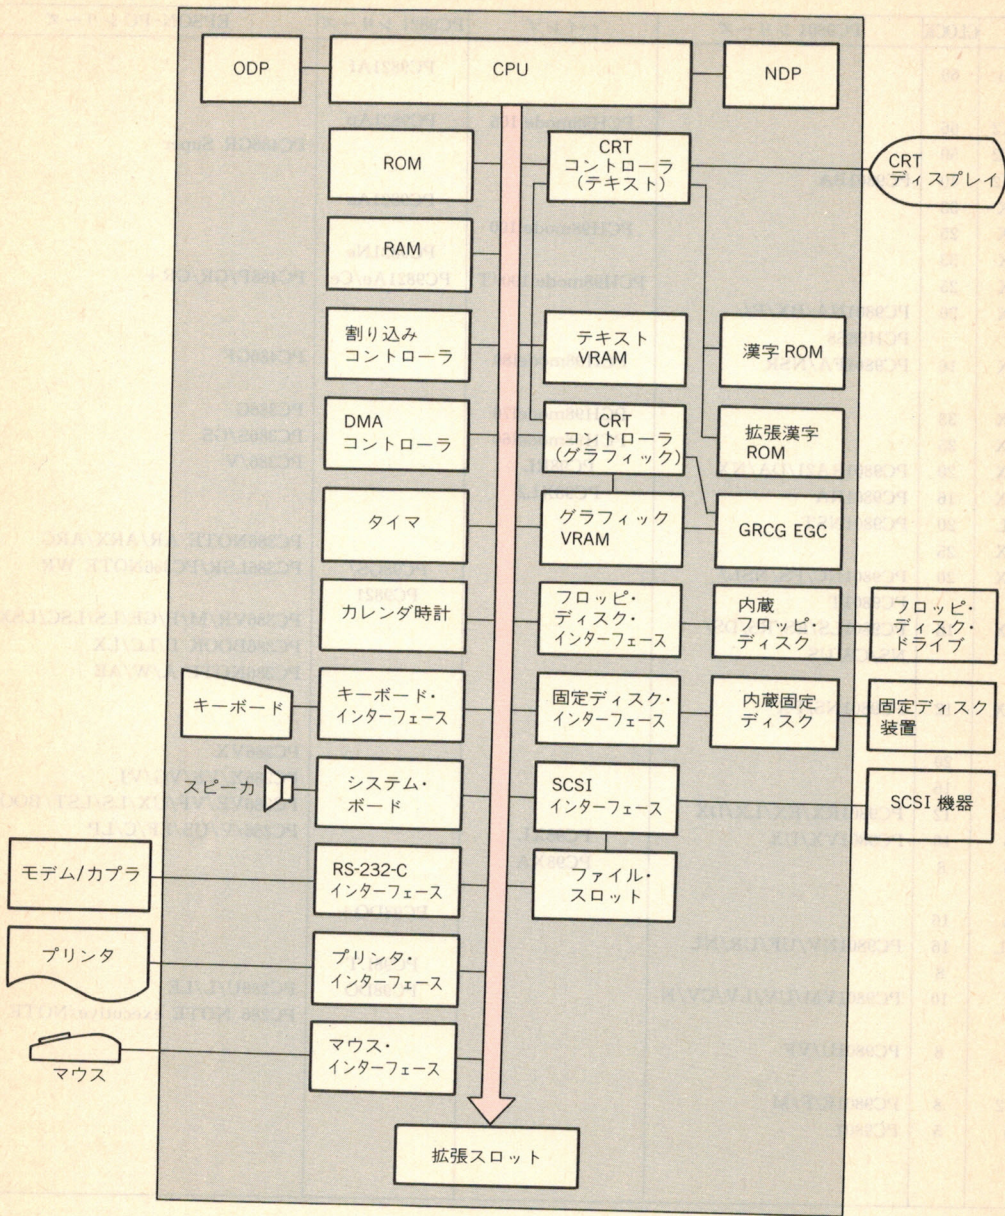 ODP
CPU
NDP
ROM
CRT
コントローラ
(テキスト)
CRT
ディスプレイ
RAM
割り込み
コントローラ
テキスト
VRAM
漢字 ROM
DMA
コントローラ
CRT
コトローラ
(グラフィック)
拡張漢字
ROM
タイマ
グラフィック
VRAM
GRCG EGC
カレンダ時計
フロッピ・
ディスク・
インターフェース
内蔵
フロッピ・
ディスク
フロッピ・
ディスク・
ドライブ
キーボード
キーボード・
インターフェース
固定ディスク・
インターフェース
内蔵固定
ディスク
固定ディスク
装置
スピーカ
システム・
ボード
SCSI
インターフェース
SCSI 機器
モデム/カプラ
RS-232-C
インターフェース
ファイル・
スロット
プリンタ
プリンタ・
インターフェース
マウス
マウス・
インターフェース
拡張スロット